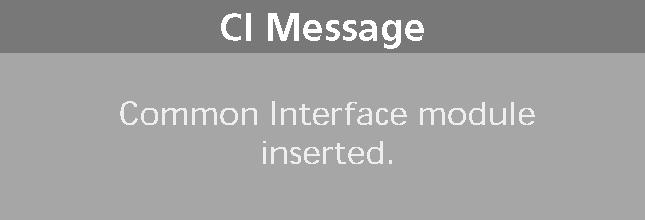 CI Message
Common Interface module
inserted.